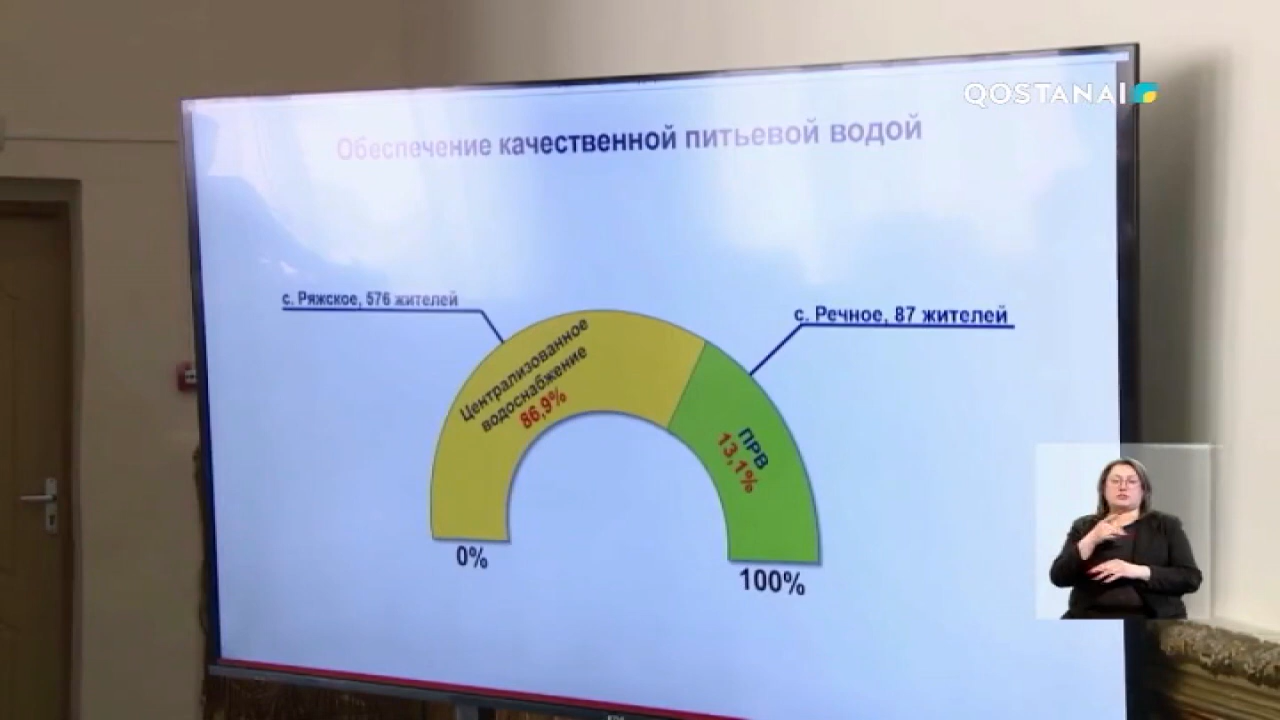 QOSTANAI
Обеспечение качественной питьевой водой
с. Ряжское, 576 жителей
с. Речное, 87 жителей
Централизованное
водоснабжение
86,9%
ПРВ
13,1%
0%
100%